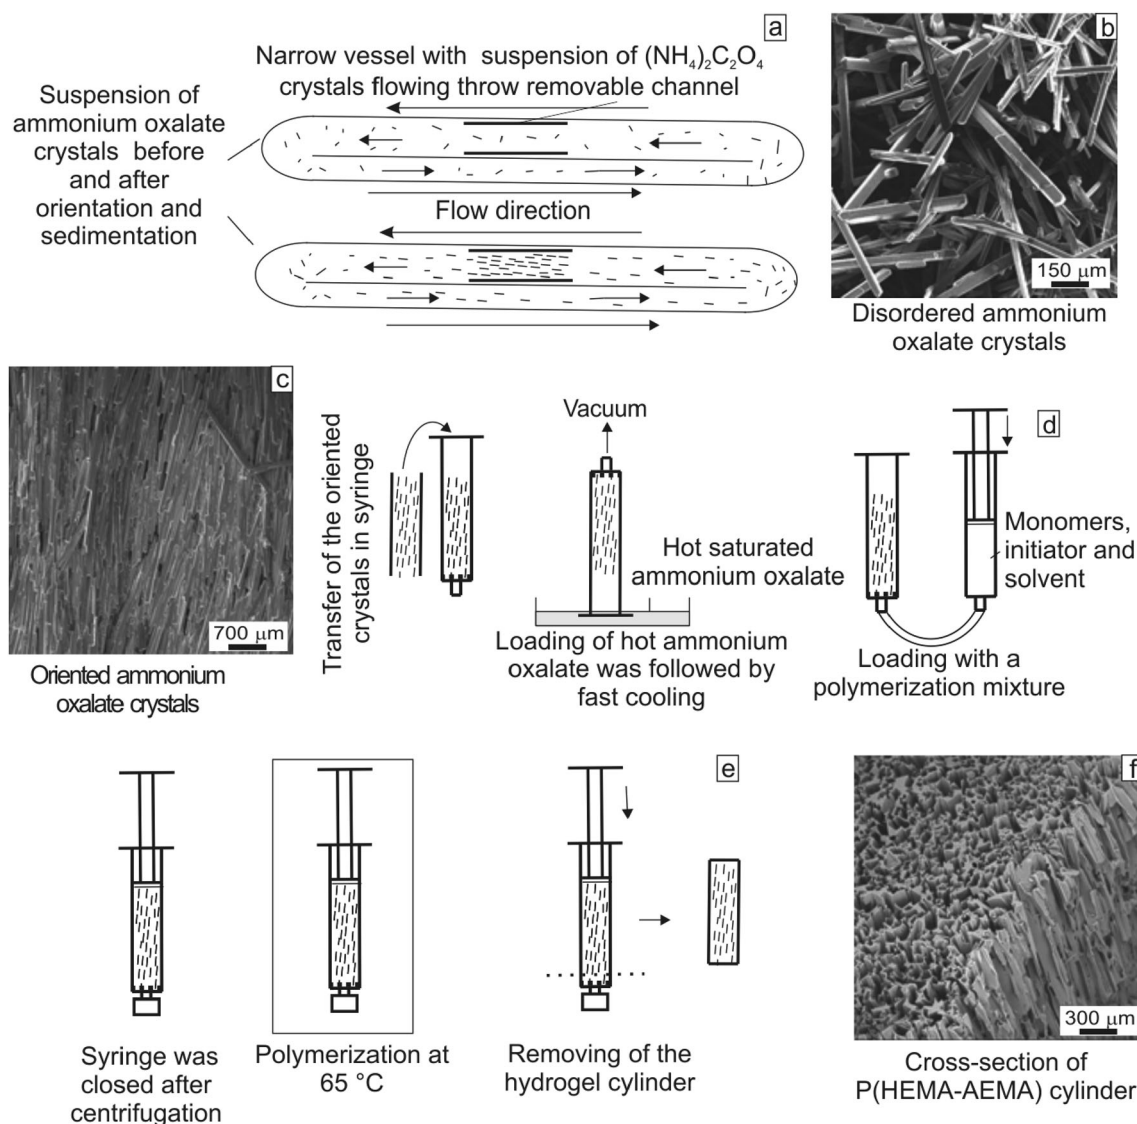 a
Narrow vessel with suspension of (NH₄)₂C₂O₄
crystals flowing throw removable channel
Suspension of
ammonium oxalate
crystals before
and after
orientation and
sedimentation
Flow direction
b
150 µm
Disordered ammonium
oxalate crystals
c
700 µm
Oriented ammonium
oxalate crystals
Transfer of the oriented
crystals in syringe
Vacuum
Hot saturated
ammonium oxalate
Loading of hot ammonium
oxalate was followed by
fast cooling
d
Monomers,
initiator and
solvent
Loading with a
polymerization mixture
Syringe was
closed after
centrifugation
Polymerization at
65 °C
e
Removing of the
hydrogel cylinder
f
300 µm
Cross-section of
P(HEMA-AEMA) cylinder